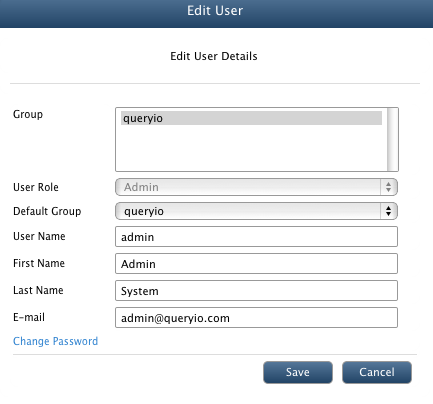 Edit User
Edit User Details
Group
queryio
User Role
Admin
Default Group
queryio
User Name
admin
First Name
Admin
Last Name
System
E-mail
admin@queryio.com
Change Password
Save
Cancel